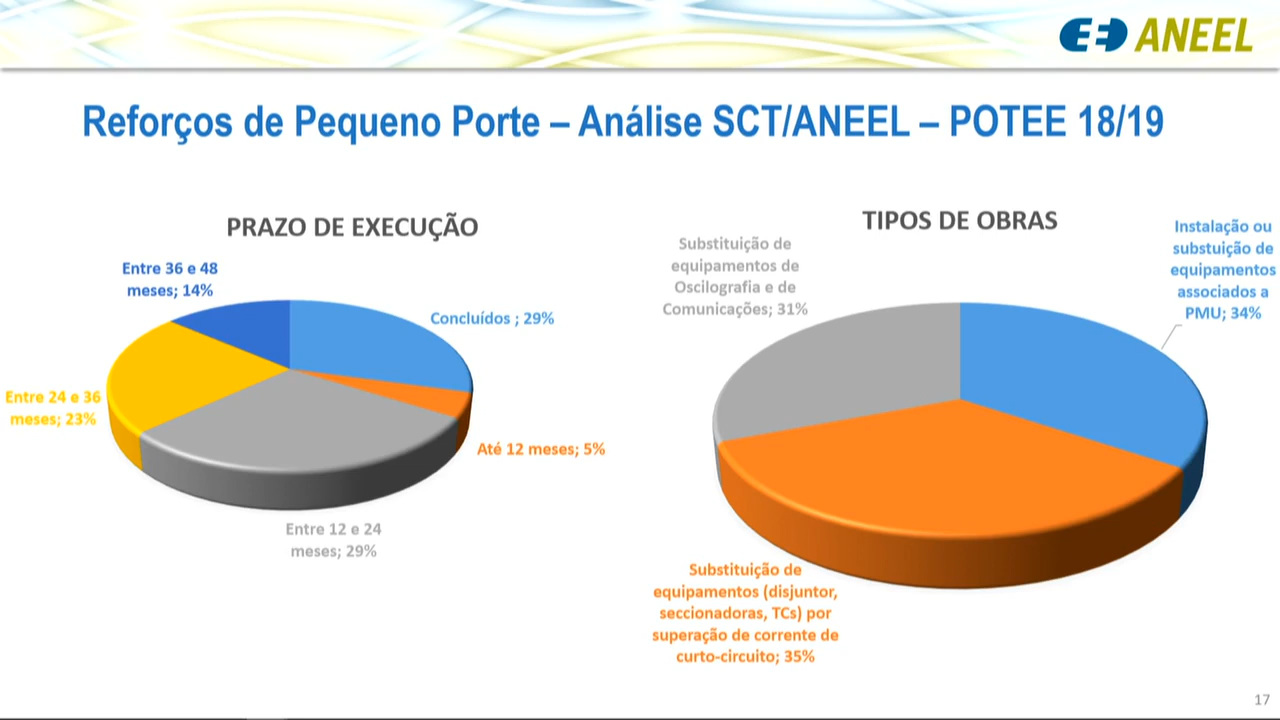 ANEEL
Reforços de Pequeno Porte – Análise SCT/ANEEL – POTEE 18/19
PRAZO DE EXECUÇÃO
Entre 36 e 48
meses; 14%
Concluídos ; 29%
Entre 24 e 36
meses; 23%
Até 12 meses; 5%
Entre 12 e 24
meses; 29%
TIPOS DE OBRAS
Substituição de
equipamentos de
Oscilografia e de
Comunicações; 31%
Instalação ou
substuição de
equipamentos
associados a
PMU; 34%
Substituição de
equipamentos (disjuntor,
seccionadoras, TCs) por
superação de corrente de
curto-circuito; 35%
17